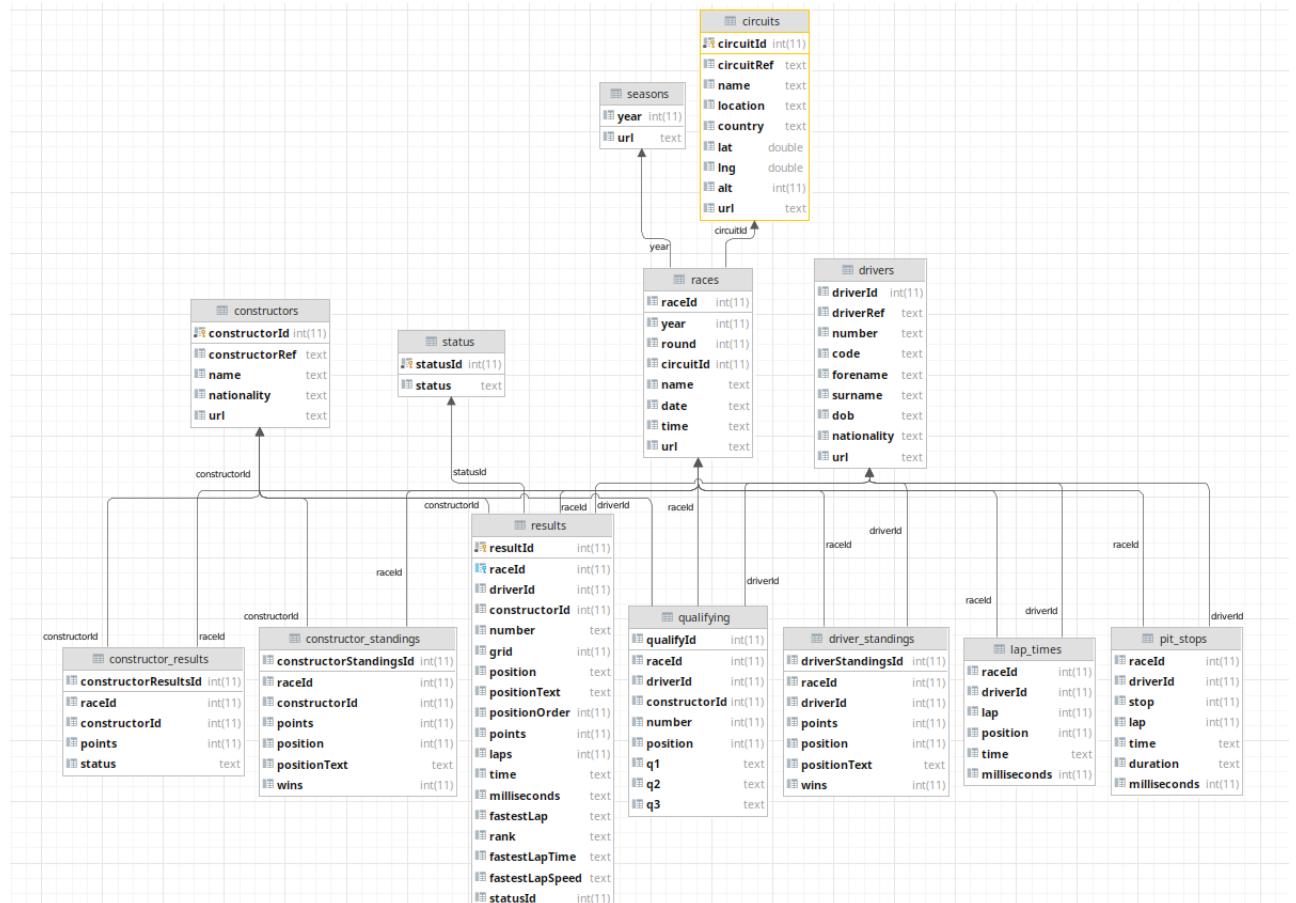 circuits
circuitId int(11)
circuitRef text
name text
location text
country text
lat double
lng double
alt int(11)
url text
seasons
year int(11)
url text
year
circuitId
races
raceId int(11)
year int(11)
round int(11)
circuitId int(11)
name text
date text
time text
url text
drivers
driverId int(11)
driverRef text
number text
code text
forename text
surname text
dob text
nationality text
url text
constructors
constructorId int(11)
constructorRef text
name text
nationality text
url text
status
statusId int(11)
status text
constructorId
statusId
constructorId
raceId
driverId
raceId
driverId
raceId
raceId
raceId
driverId
raceId
driverId
constructorId
driverId
constructorId
raceId
constructor_results
constructorResultsId int(11)
raceId int(11)
constructorId int(11)
points int(11)
status text
constructor_standings
constructorStandingsId int(11)
raceId int(11)
constructorId int(11)
points int(11)
position int(11)
positionText text
wins int(11)
results
resultId int(11)
raceId int(11)
driverId int(11)
constructorId int(11)
number text
grid int(11)
position text
positionText text
positionOrder int(11)
points int(11)
laps int(11)
time text
milliseconds text
fastestLap text
rank text
fastestLapTime text
fastestLapSpeed text
statusId int(11)
qualifying
qualifyId int(11)
raceId int(11)
driverId int(11)
constructorId int(11)
number int(11)
position int(11)
q1 text
q2 text
q3 text
driver_standings
driverStandingsId int(11)
raceId int(11)
driverId int(11)
points int(11)
position int(11)
positionText text
wins int(11)
lap_times
raceId int(11)
driverId int(11)
lap int(11)
position int(11)
time text
milliseconds int(11)
pit_stops
raceId int(11)
driverId int(11)
stop int(11)
lap int(11)
time text
duration text
milliseconds int(11)